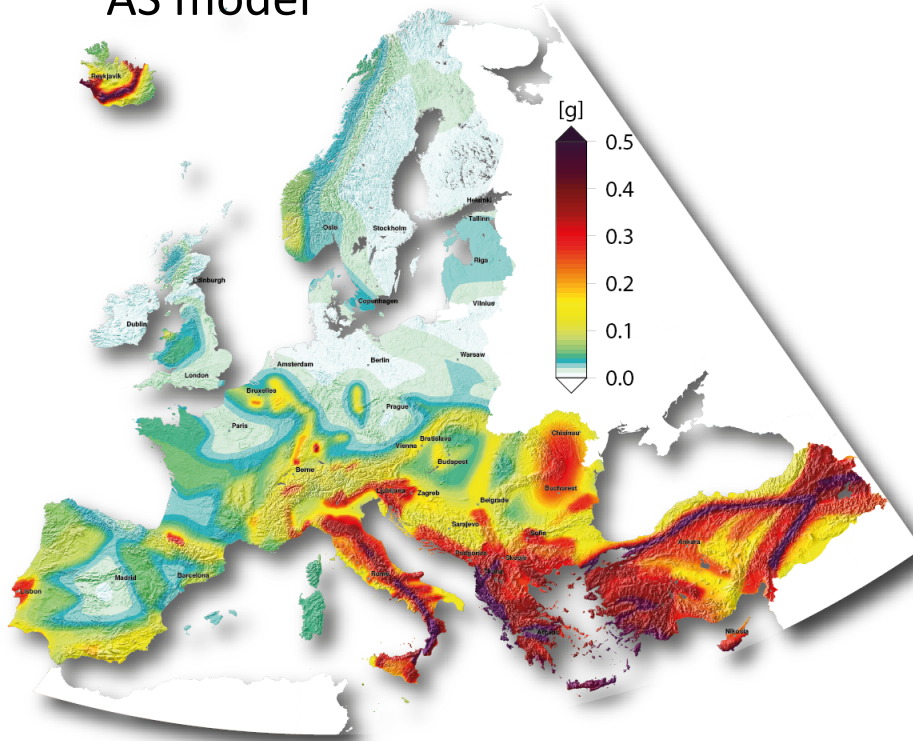 AS model
Reykjavik
[g]
0.5
0.4
0.3
0.2
0.1
0.0
Helsinki
Tallinn
Oslo
Stockholm
Riga
Edinburgh
Copenhagen
Vilnius
Dublin
Warsaw
Amsterdam
Berlin
London
Bruxelles
Prague
Paris
Chisinau
Vienna
Bratislava
Budapest
Berne
Bucharest
Ljubljana
Zagreb
Belgrade
Sarajevo
Sofia
Podgorica
Skopje
Ankara
Madrid
Barcelona
Rome
Lisbon
Nikosia
Athens